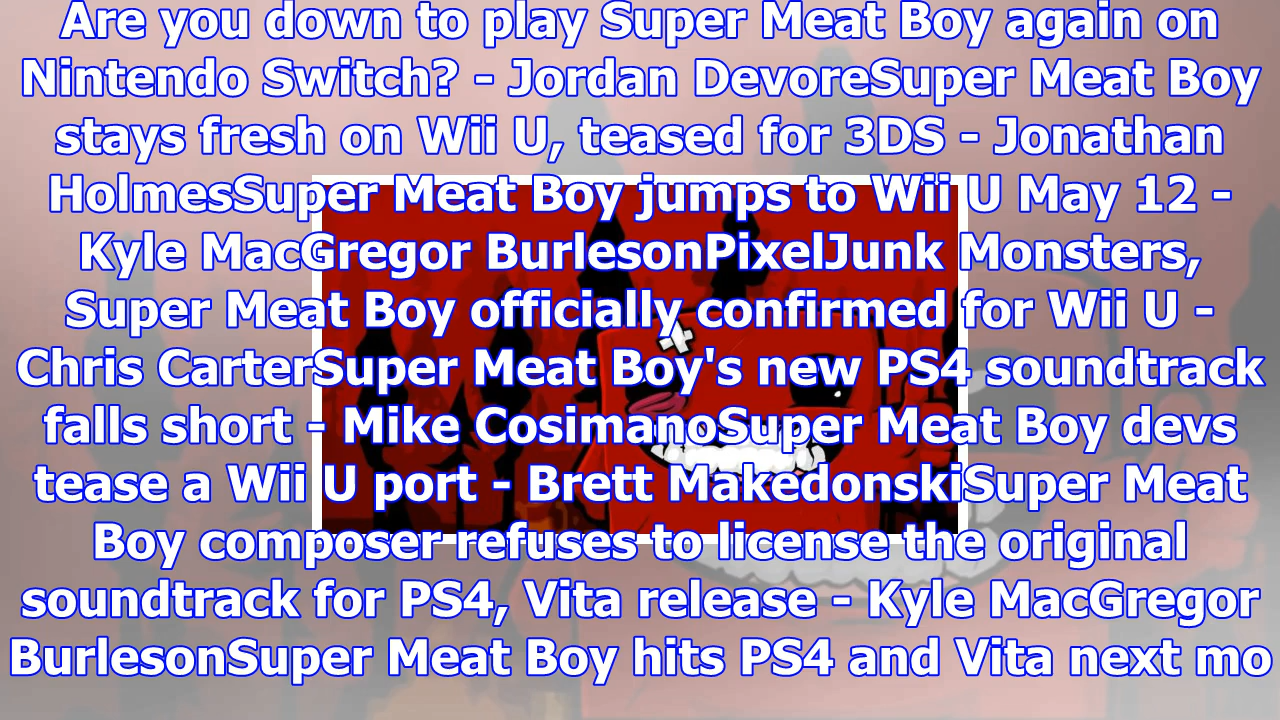 Are you down to play Super Meat Boy again on
Nintendo Switch? - Jordan DevoreSuper Meat Boy
stays fresh on Wii U, teased for 3DS - Jonathan
HolmesSuper Meat Boy jumps to Wii U May 12 -
Kyle MacGregor BurlesonPixelJunk Monsters,
Super Meat Boy officially confirmed for Wii U -
Chris CarterSuper Meat Boy's new PS4 soundtrack
falls short - Mike CosimanoSuper Meat Boy devs
tease a Wii U port - Brett MakedonskiSuper Meat
Boy composer refuses to license the original
soundtrack for PS4, Vita release - Kyle MacGregor
BurlesonSuper Meat Boy hits PS4 and Vita next mo